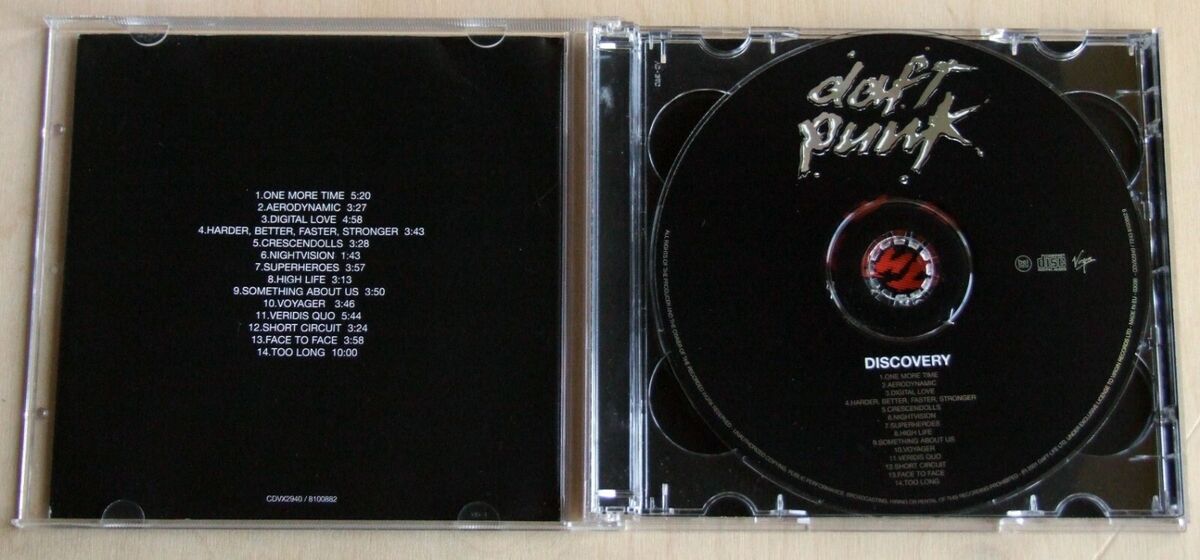 1.ONE MORE TIME 5:20
2.AERODYNAMIC 3:27
3.DIGITAL LOVE 4:58
4.HARDER, BETTER, FASTER, STRONGER 3:43
5.CRESCENDOLLS 3:28
6.NIGHTVISION 1:43
7.SUPERHEROES 3:57
8.HIGH LIFE 3:13
9.SOMETHING ABOUT US 3:50
10.VOYAGER 3:46
11.VERIDIS QUO 5:44
12.SHORT CIRCUIT 3:24
13.FACE TO FACE 3:58
14.TOO LONG 10:00
CDVX2940 / 8100882
daft
punk
disc
Virgin
DISCOVERY
1.ONE MORE TIME
2.AERODYNAMIC
3.DIGITAL LOVE
4.HARDER, BETTER, FASTER, STRONGER
5.CRESCENDOLLS
6.NIGHTVISION
7.SUPERHEROES
8.HIGH LIFE
9.SOMETHING ABOUT US
10.VOYAGER
11.VERIDIS QUO
12.SHORT CIRCUIT
13.FACE TO FACE
14.TOO LONG